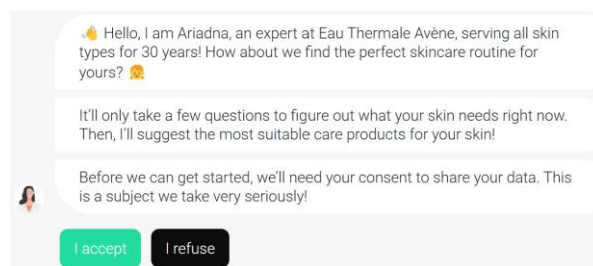 👋 Hello, I am Ariadna, an expert at Eau Thermale Avène, serving all skin
types for 30 years! How about we find the perfect skincare routine for
yours? 👧
It'll only take a few questions to figure out what your skin needs right now.
Then, I'll suggest the most suitable care products for your skin!
Before we can get started, we'll need your consent to share your data. This
is a subject we take very seriously!
I accept I refuse